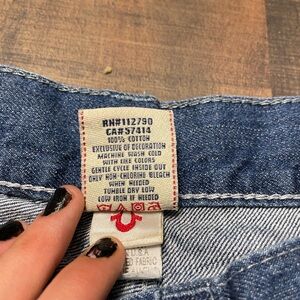 RN#112790
CA#57414
100% COTTON
EXCLUSIVE OF DECORATION
MACHINE WASH COLD
WITH LIKE COLORS
GENTLE CYCLE INSIDE OUT
ONLY NON-CHLORINE BLEACH
WHEN NEEDED
TUMBLE DRY LOW
LOW IRON IF NEEDED
U.S.A
FABRIC